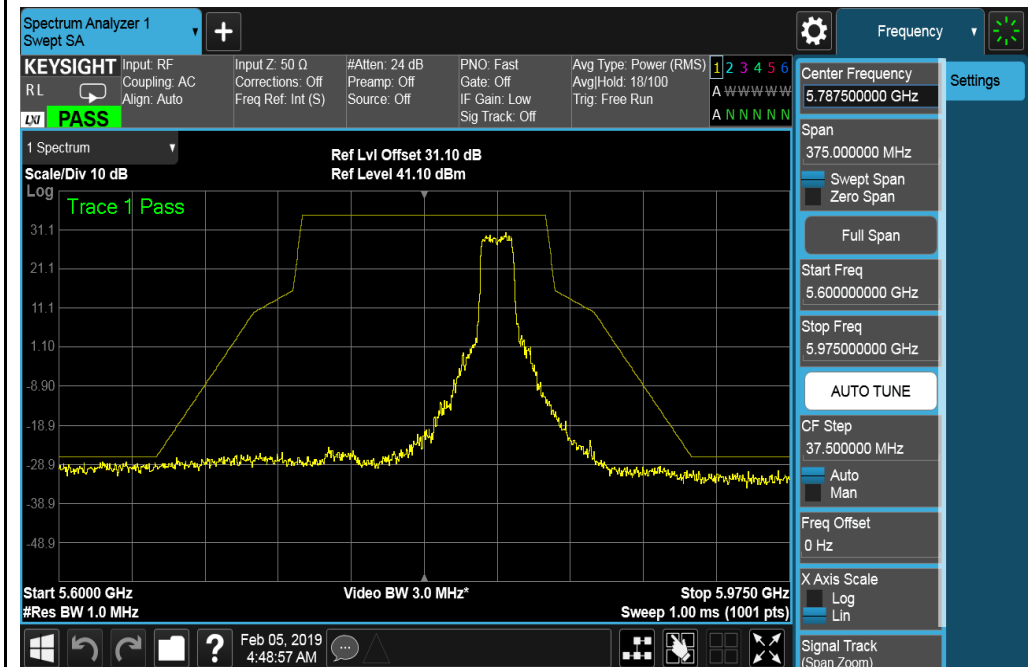 Spectrum Analyzer 1
Swept SA
+
Frequency
KEYSIGHT
RL
LXI PASS
Input: RF
Coupling: AC
Align: Auto
Input Z: 50 Ω
Corrections: Off
Freq Ref: Int (S)
#Atten: 24 dB
Preamp: Off
Source: Off
PNO: Fast
Gate: Off
IF Gain: Low
Sig Track: Off
Avg Type: Power (RMS)
Avg|Hold: 18/100
Trig: Free Run
1 2 3 4 5 6
A W W W W W
A N N N N N
1 Spectrum
Scale/Div 10 dB
Ref Lvl Offset 31.10 dB
Ref Level 41.10 dBm
Log
Trace 1 Pass
31.1
21.1
11.1
1.10
-8.90
-18.9
-28.9
-38.9
-48.9
Start 5.6000 GHz
#Res BW 1.0 MHz
Video BW 3.0 MHz*
Stop 5.9750 GHz
Sweep 1.00 ms (1001 pts)
?
Feb 05, 2019
4:48:57 AM
Center Frequency
5.787500000 GHz
Span
375.000000 MHz
Swept Span
Zero Span
Full Span
Start Freq
5.600000000 GHz
Stop Freq
5.975000000 GHz
AUTO TUNE
CF Step
37.500000 MHz
Auto
Man
Freq Offset
0 Hz
X Axis Scale
Log
Lin
Signal Track
(Span Zoom)
Settings